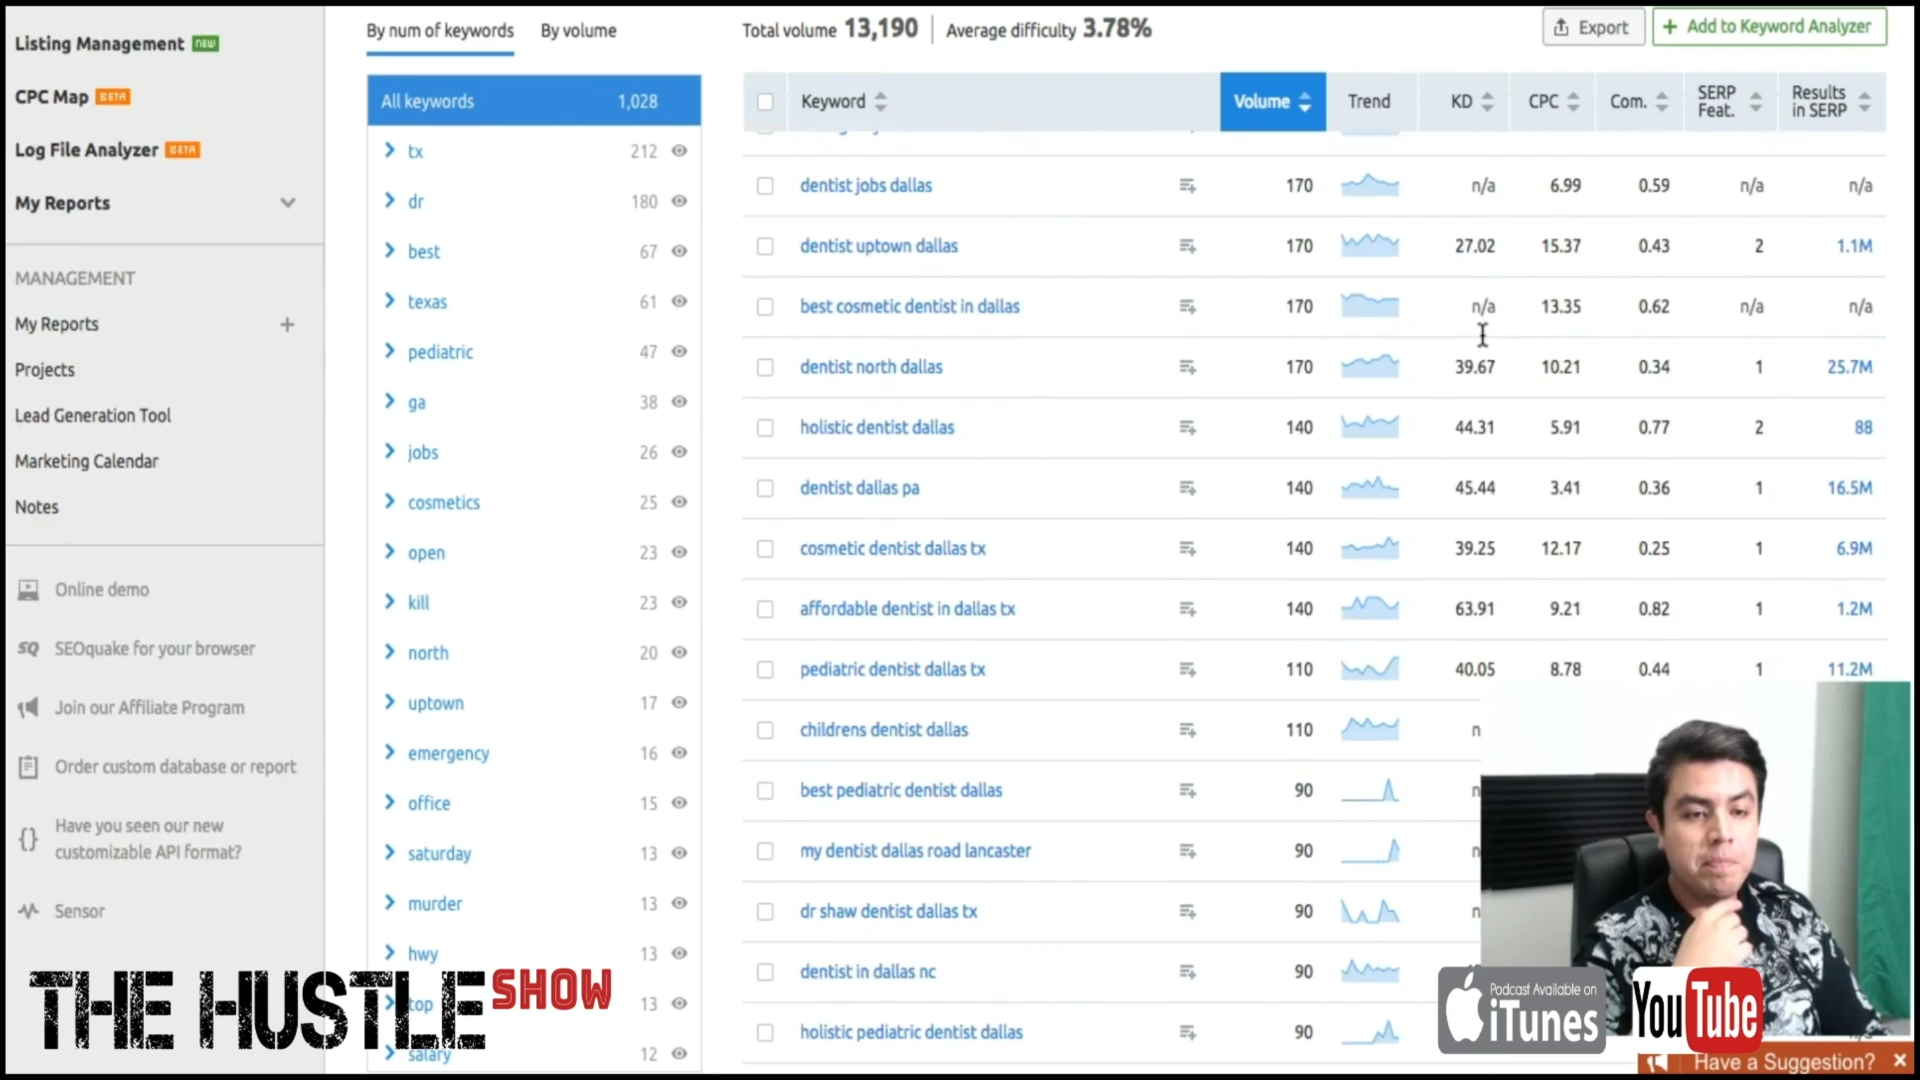 Listing Management NEW
CPC Map BETA
Log File Analyzer BETA
My Reports
MANAGEMENT
My Reports
Projects
Lead Generation Tool
Marketing Calendar
Notes
Online demo
SQ SEOquake for your browser
Join our Affiliate Program
Order custom database or report
Have you seen our new
customizable API format?
Sensor
By num of keywords By volume
All keywords 1,028
tx 212
dr 180
best 67
texas 61
pediatric 47
ga 38
jobs 26
cosmetics 25
open 23
kill 23
north 20
uptown 17
emergency 16
office 15
saturday 13
murder 13
hwy 13
top 13
salary 12
Total volume 13,190 Average difficulty 3.78%
Export + Add to Keyword Analyzer
Keyword Volume Trend KD CPC Com. SERP Feat. Results in SERP
dentist jobs dallas 170 n/a 6.99 0.59 n/a n/a
dentist uptown dallas 170 27.02 15.37 0.43 2 1.1M
best cosmetic dentist in dallas 170 n/a 13.35 0.62 n/a n/a
dentist north dallas 170 39.67 10.21 0.34 1 25.7M
holistic dentist dallas 140 44.31 5.91 0.77 2 88
dentist dallas pa 140 45.44 3.41 0.36 1 16.5M
cosmetic dentist dallas tx 140 39.25 12.17 0.25 1 6.9M
affordable dentist in dallas tx 140 63.91 9.21 0.82 1 1.2M
pediatric dentist dallas tx 110 40.05 8.78 0.44 1 11.2M
childrens dentist dallas 110
best pediatric dentist dallas 90
my dentist dallas road lancaster 90
dr shaw dentist dallas tx 90
dentist in dallas nc 90
holistic pediatric dentist dallas 90
THE HUSTLE SHOW
Podcast Available on
iTunes
YouTube
Have a Suggestion?